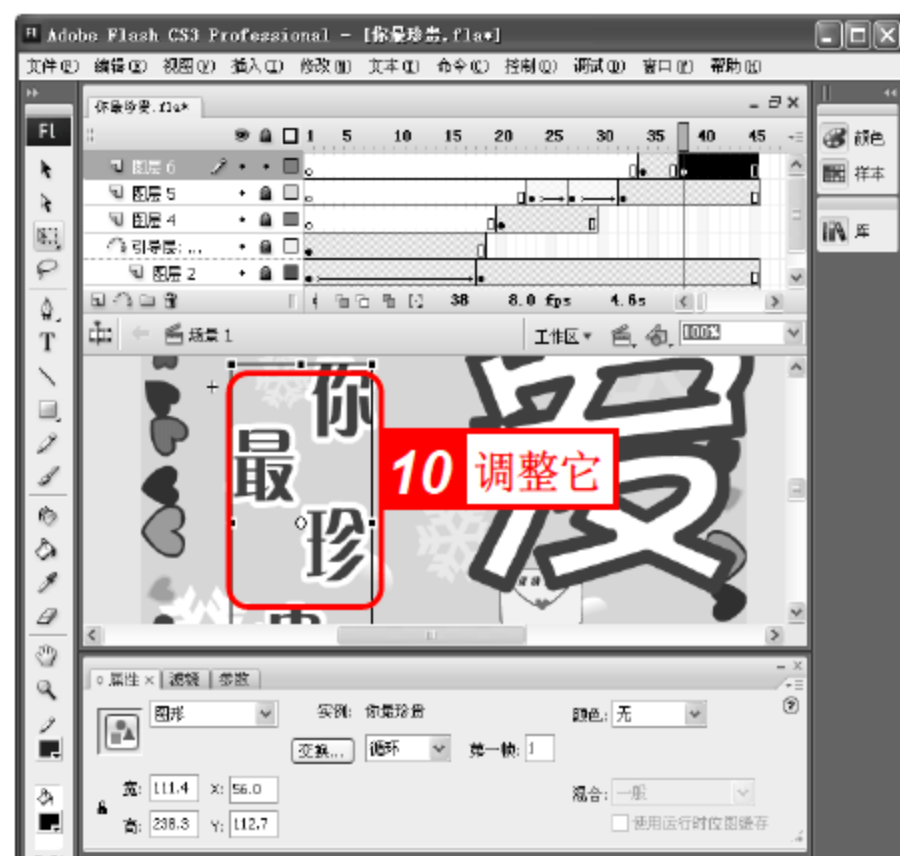 Adobe Flash CS3 Professional - [你最珍贵.fla*]
文件(F) 编辑(E) 视图(V) 插入(I) 修改(M) 文本(T) 命令(C) 控制(O) 调试(D) 窗口(W) 帮助(H)
你最珍贵.fla*
Fl
1 5 10 15 20 25 30 35 40 45
图层 6
图层 5
图层 4
引导层: ...
图层 2
38 8.0 fps 4.6s
场景 1
工作区
100%
颜色
样本
库
T
你
最
珍
10 调整它
属性 × 滤镜 参数
图形
实例: 你最珍贵
颜色: 无
交换...
循环
第一帧: 1
宽: 111.4 X: 56.0
高: 238.3 Y: 112.7
混合: 一般
使用运行时位图缓存